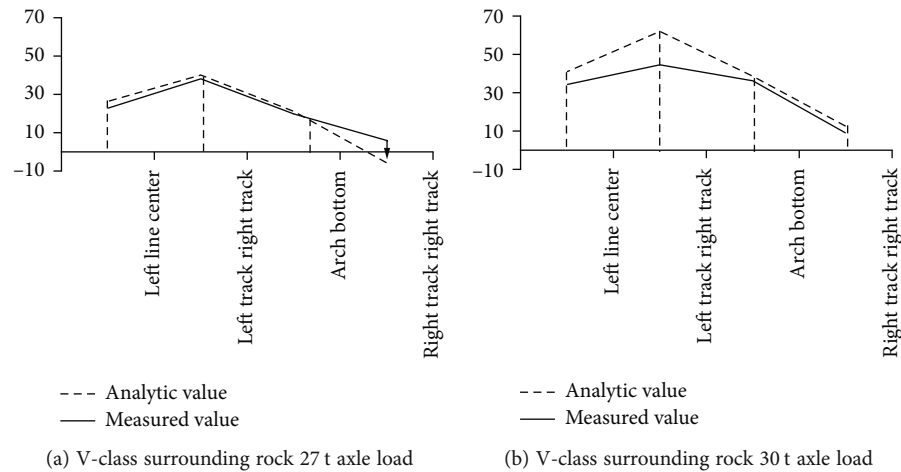 70
50
30
10
−10
Left line center
Left track right track
Arch bottom
Right track right track
Analytic value
Measured value
(a) V-class surrounding rock 27 t axle load
70
50
30
10
−10
Left line center
Left track right track
Arch bottom
Right track right track
Analytic value
Measured value
(b) V-class surrounding rock 30 t axle load